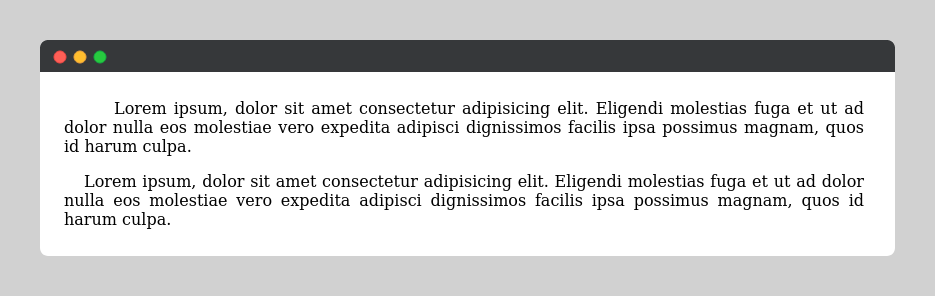 Lorem ipsum, dolor sit amet consectetur adipisicing elit. Eligendi molestias fuga et ut ad
dolor nulla eos molestiae vero expedita adipisci dignissimos facilis ipsa possimus magnam, quos
id harum culpa.
Lorem ipsum, dolor sit amet consectetur adipisicing elit. Eligendi molestias fuga et ut ad dolor
nulla eos molestiae vero expedita adipisci dignissimos facilis ipsa possimus magnam, quos id
harum culpa.